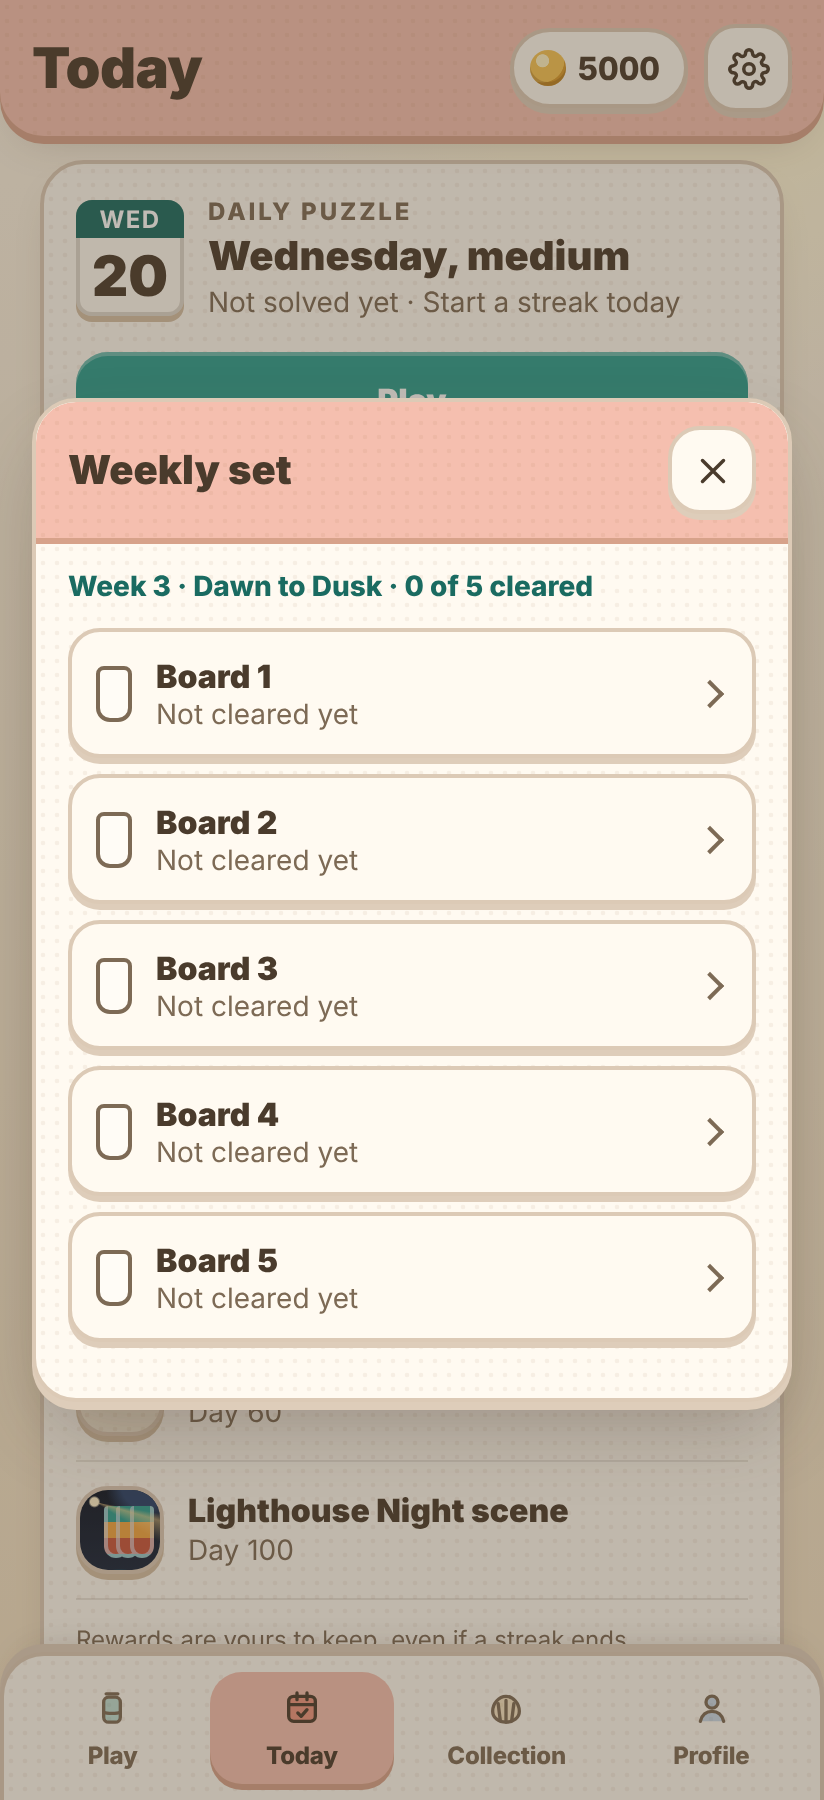 Today
5000
WED
20
DAILY PUZZLE
Wednesday, medium
Not solved yet · Start a streak today
Play
Weekly set
Week 3 · Dawn to Dusk · 0 of 5 cleared
Board 1
Not cleared yet
Board 2
Not cleared yet
Board 3
Not cleared yet
Board 4
Not cleared yet
Board 5
Not cleared yet
Day 60
Lighthouse Night scene
Day 100
Rewards are yours to keep, even if a streak ends
Play
Today
Collection
Profile